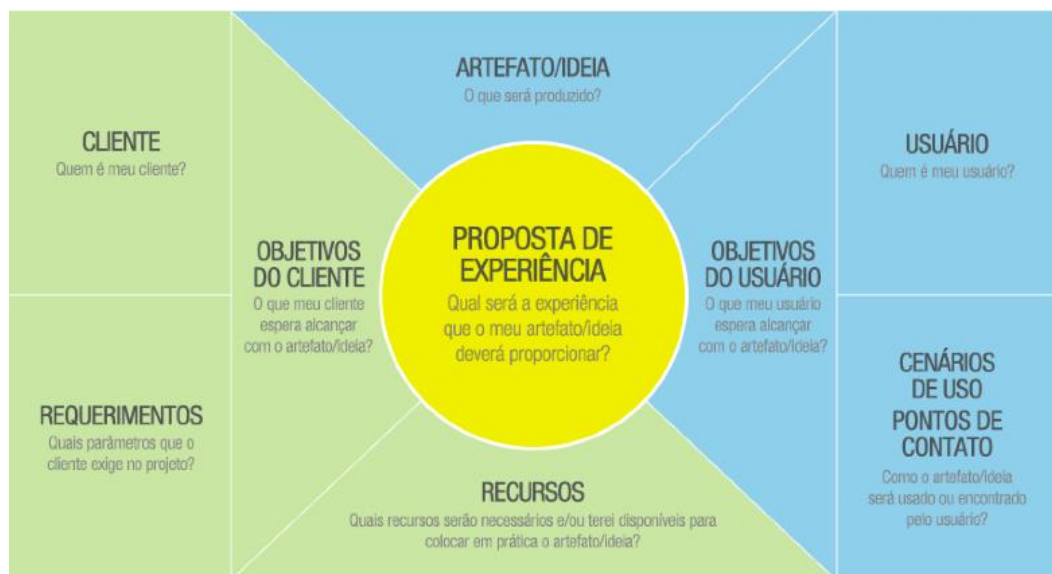 ARTEFATO/IDEIA
O que será produzido?
CLIENTE
Quem é meu cliente?
USUÁRIO
Quem é meu usuário?
OBJETIVOS
DO CLIENTE
O que meu cliente
espera alcançar
com o artefato/ideia?
PROPOSTA DE
EXPERIÊNCIA
Qual será a experiência
que o meu artefato/ideia
deverá proporcionar?
OBJETIVOS
DO USUÁRIO
O que meu usuário
espera alcançar
com o artefato/ideia?
REQUERIMENTOS
Quais parâmetros que o
cliente exige no projeto?
CENÁRIOS
DE USO
PONTOS DE
CONTATO
Como o artefato/ideia
será usado ou encontrado
pelo usuário?
RECURSOS
Quais recursos serão necessários e/ou terei disponíveis para
colocar em prática o artefato/ideia?